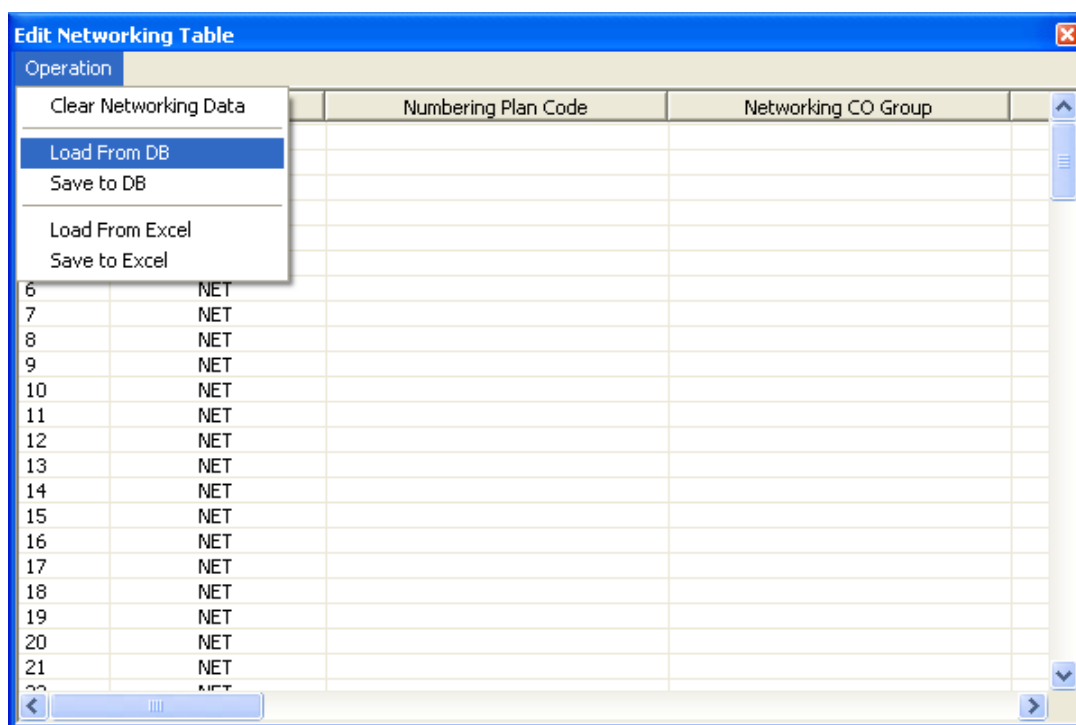 Edit Networking Table
Operation
Clear Networking Data
Numbering Plan Code Networking CO Group
Load From DB
Save to DB
Load From Excel
Save to Excel
6 NET
7 NET
8 NET
9 NET
10 NET
11 NET
12 NET
13 NET
14 NET
15 NET
16 NET
17 NET
18 NET
19 NET
20 NET
21 NET
22 NET